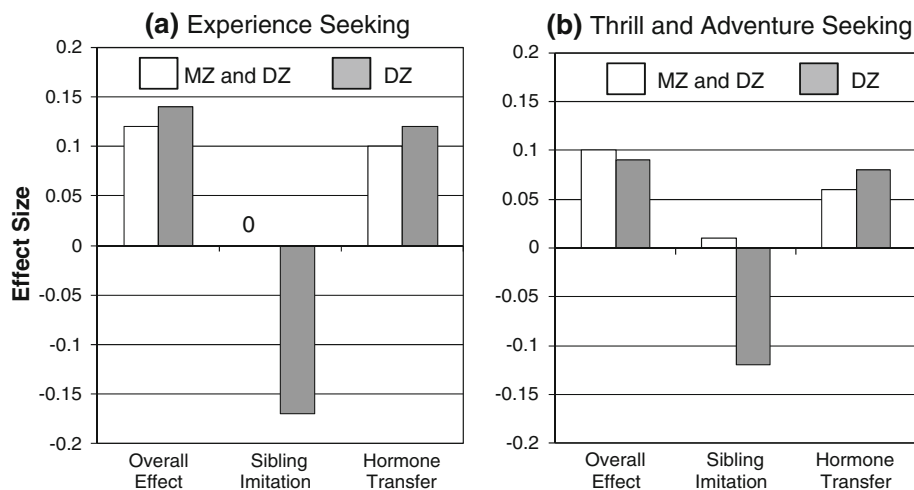 (a) Experience Seeking
0.2
MZ and DZ
DZ
0.15
0.1
0.05
0
0
-0.05
-0.1
-0.15
-0.2
Effect Size
Overall
Effect
Sibling
Imitation
Hormone
Transfer
(b) Thrill and Adventure Seeking
0.2
MZ and DZ
DZ
0.15
0.1
0.05
0
-0.05
-0.1
-0.15
-0.2
Overall
Effect
Sibling
Imitation
Hormone
Transfer